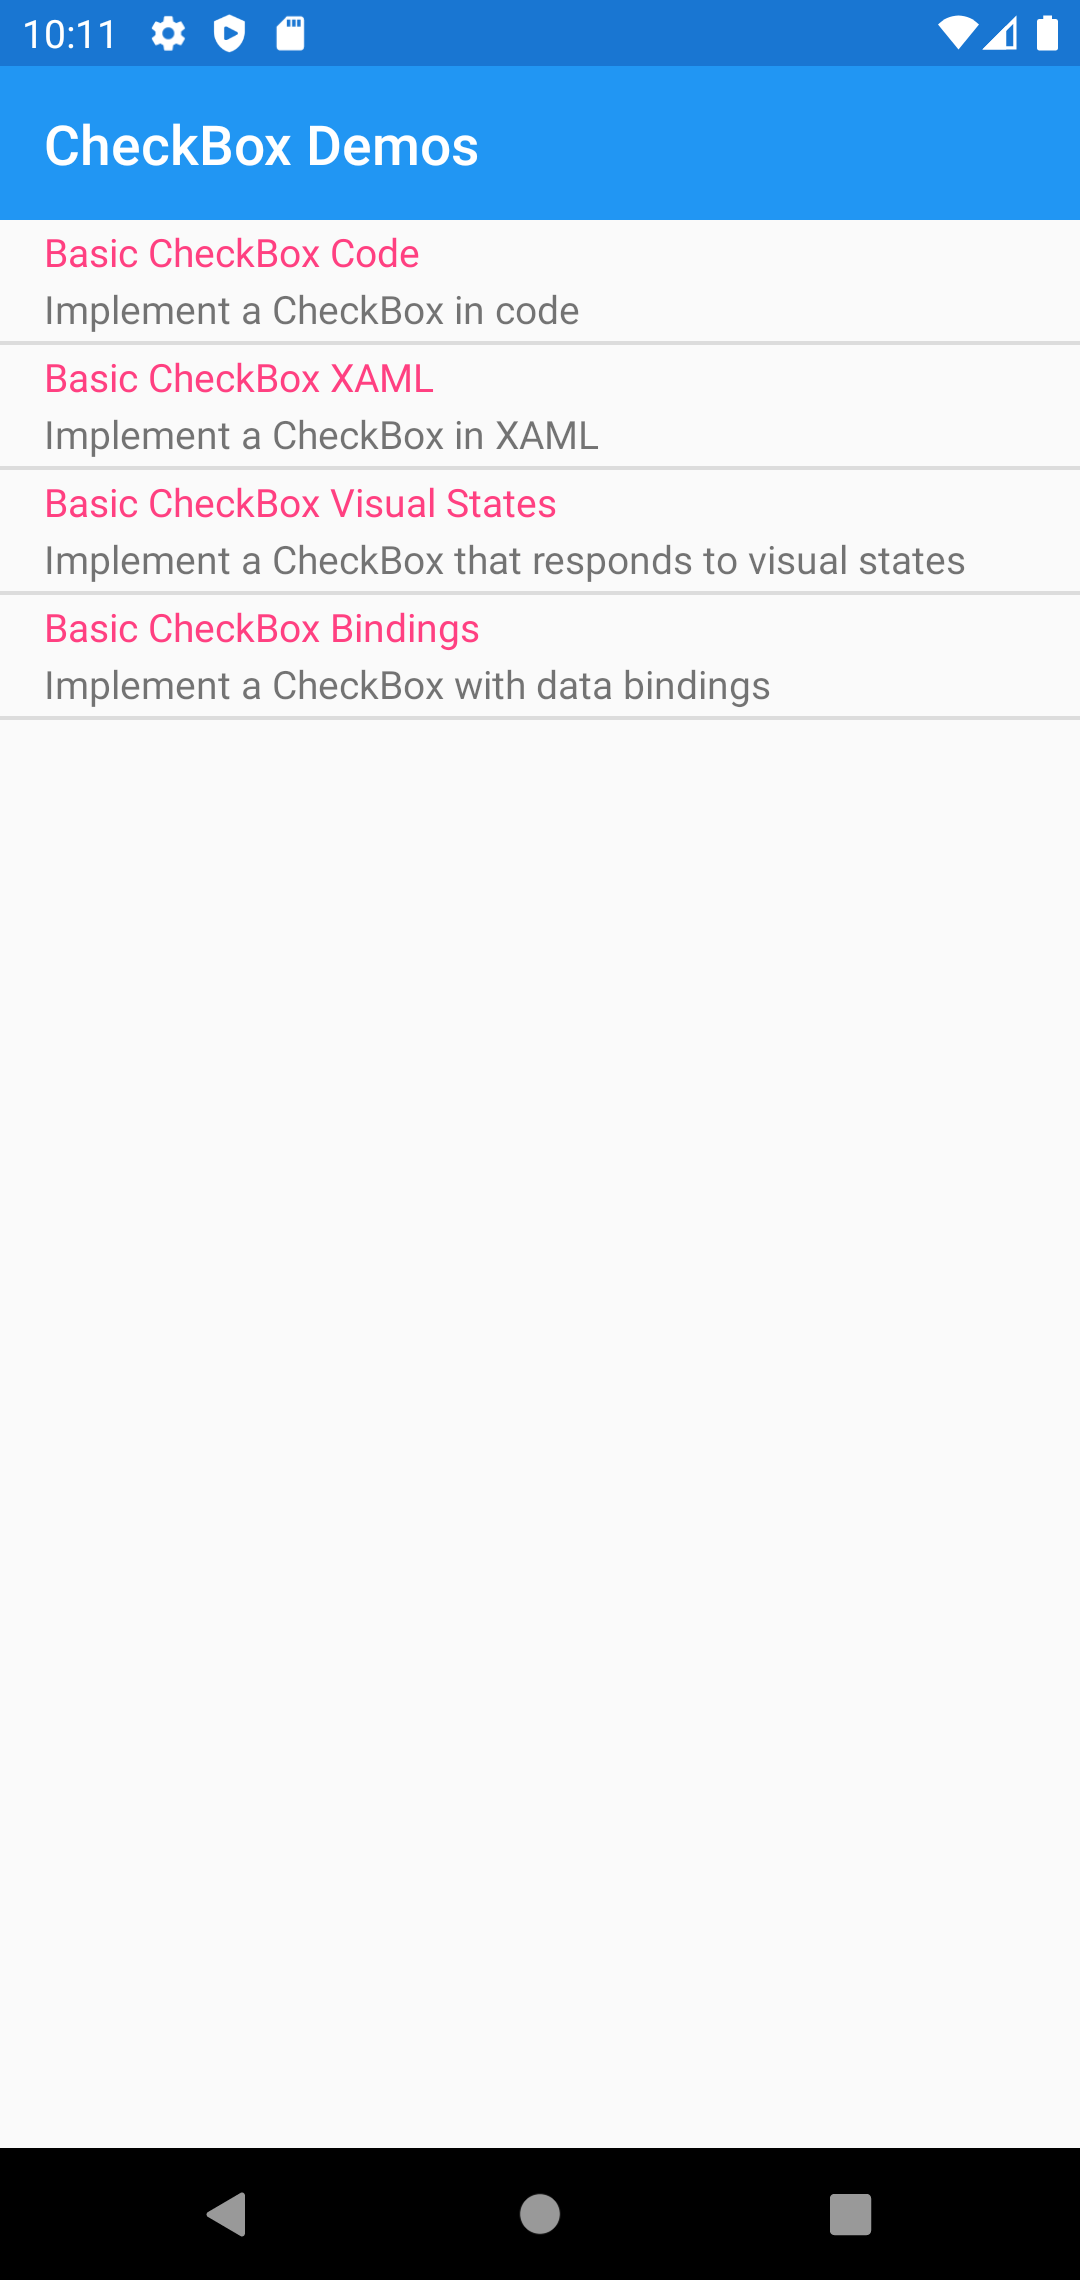 10:11
CheckBox Demos
Basic CheckBox Code
Implement a CheckBox in code
Basic CheckBox XAML
Implement a CheckBox in XAML
Basic CheckBox Visual States
Implement a CheckBox that responds to visual states
Basic CheckBox Bindings
Implement a CheckBox with data bindings